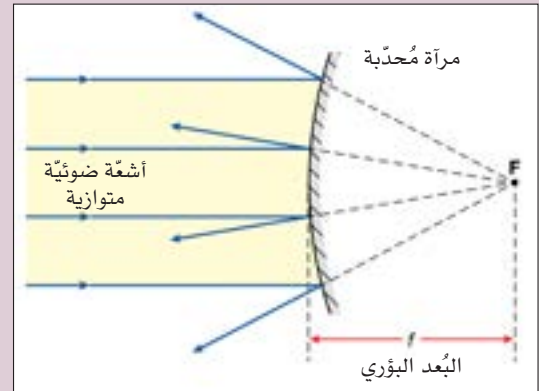 مرآة مُحدّبة
أشعّة ضوئيّة
متوازية
F
f
البُعد البؤري